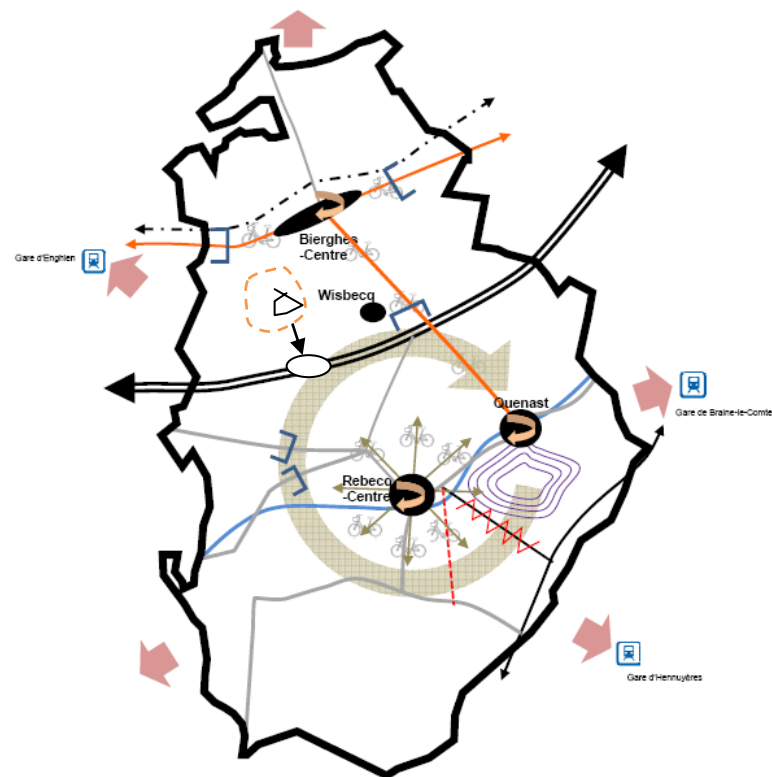 Bierghes
-Centre
Gare d'Enghien
Wisbecq
Quenast
Gare de Braine-le-Comte
Rebecq
-Centre
Gare d'Hennuyères